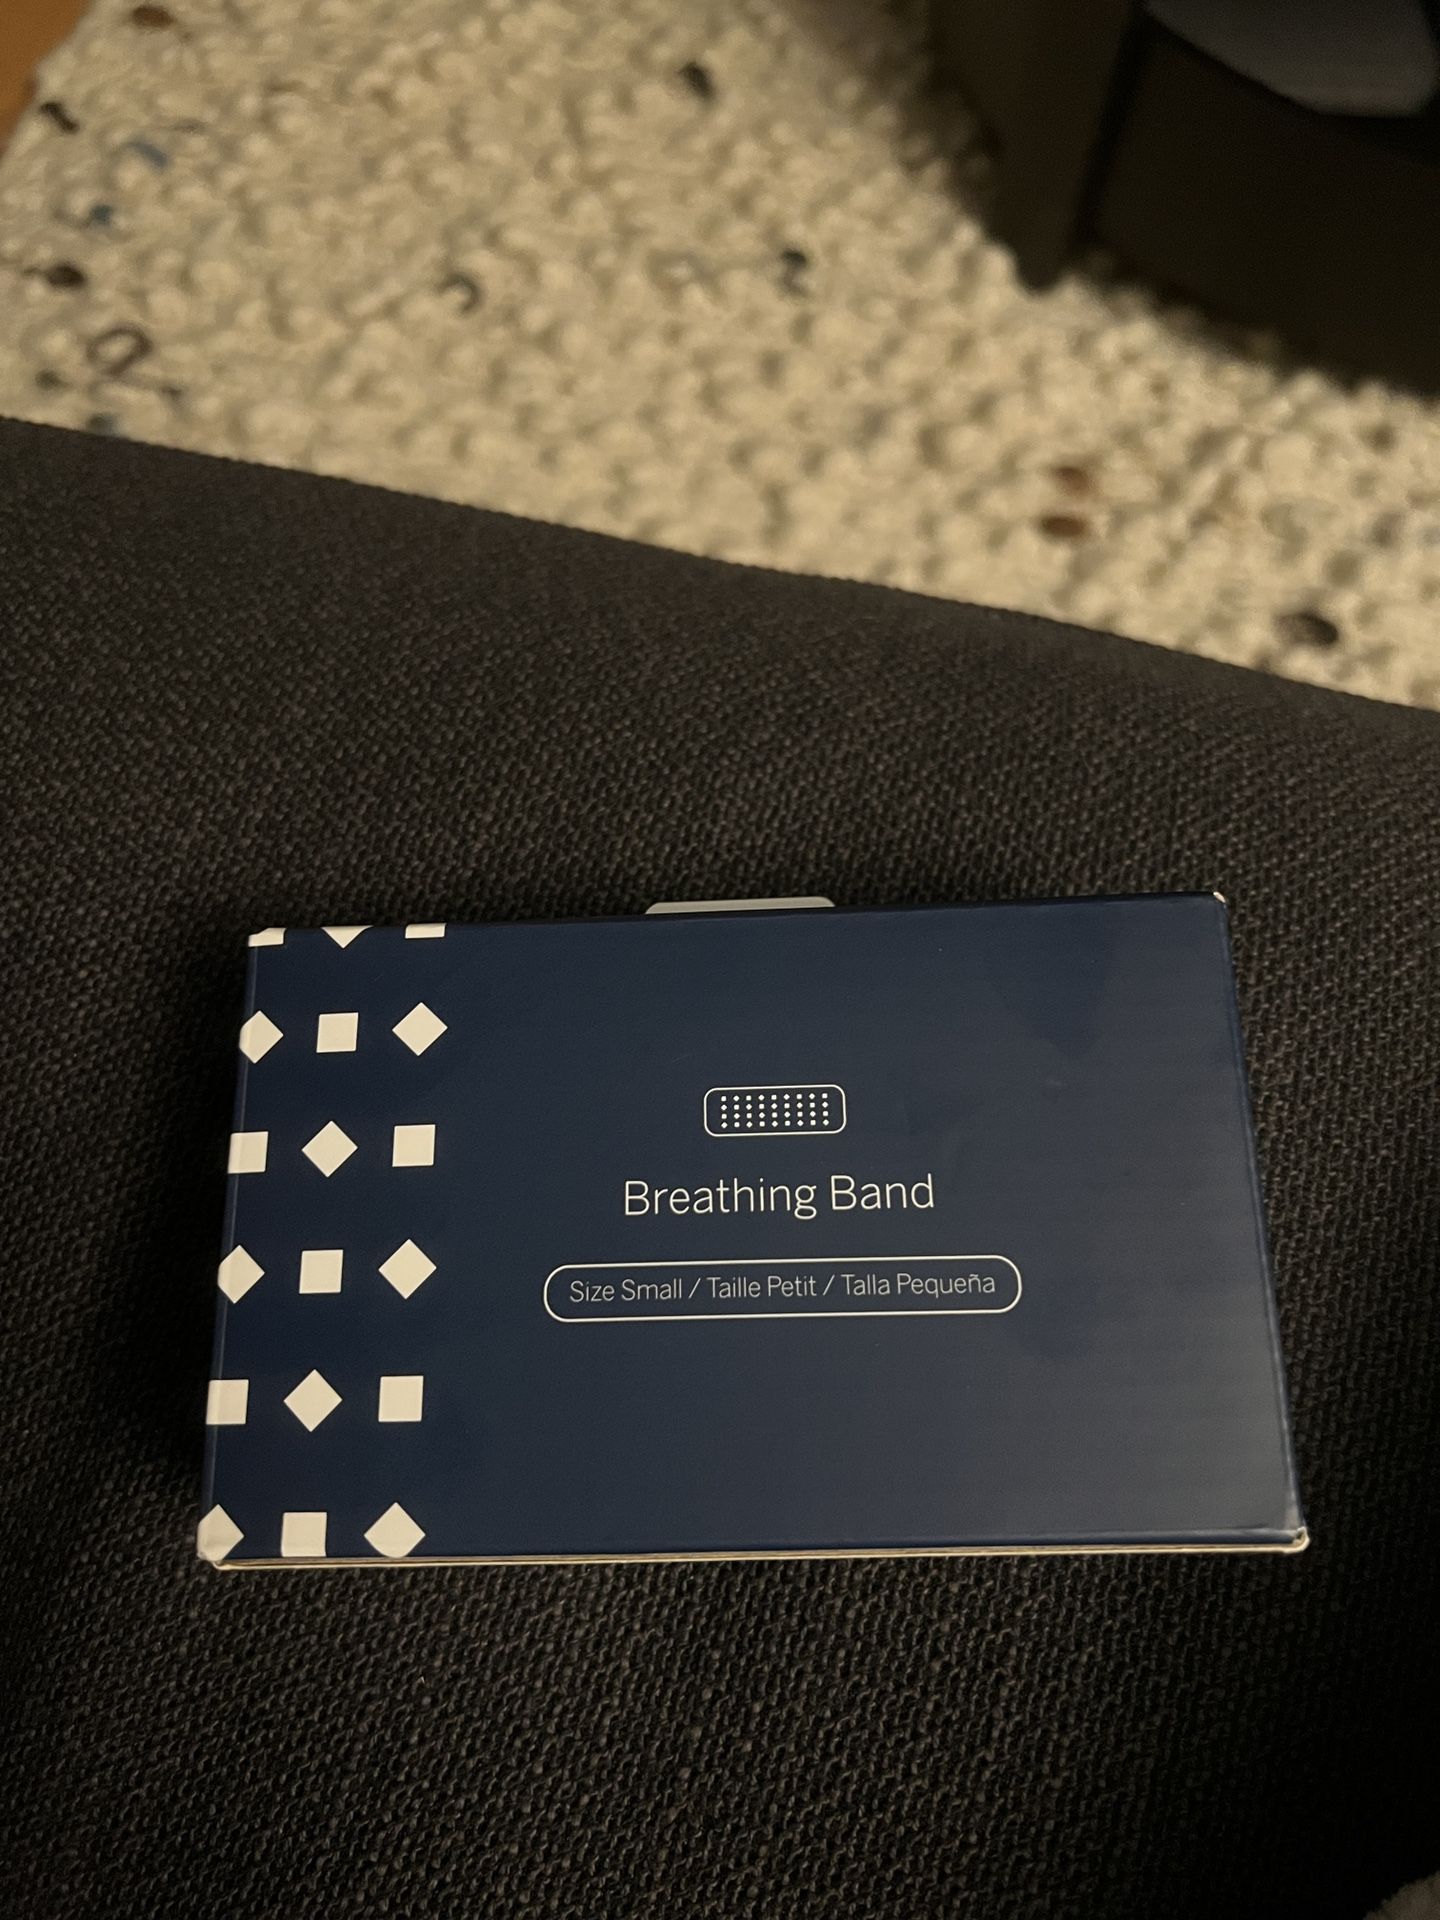 Breathing Band
Size Small / Taille Petit / Talla Pequeña